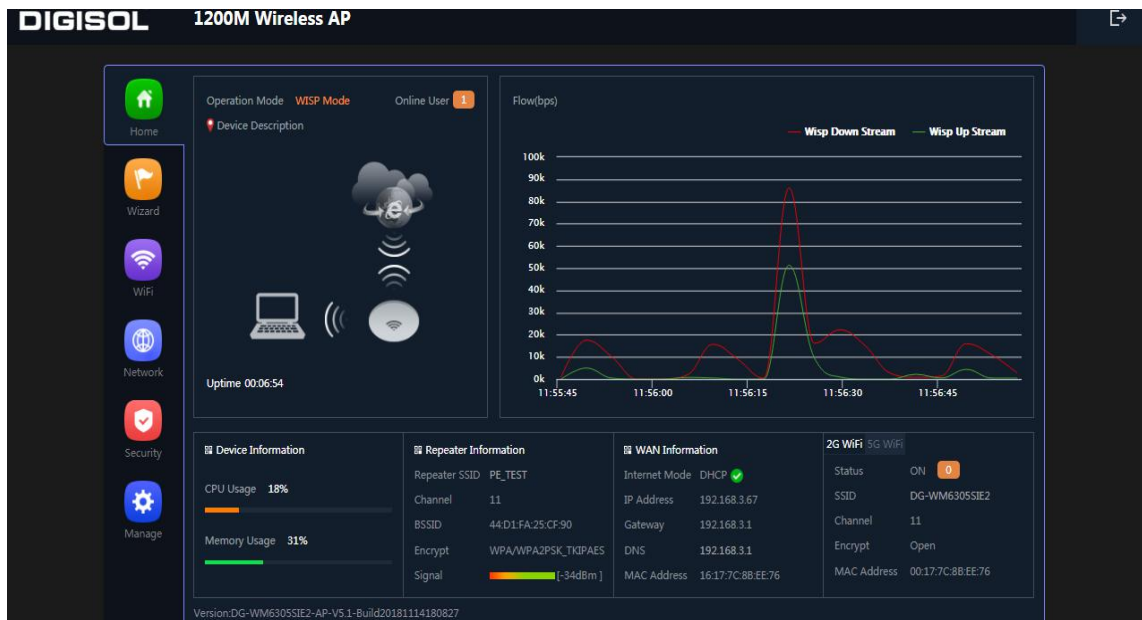 DIGISOL
1200M Wireless AP
Home
Wizard
WiFi
Network
Security
Manage
Operation Mode WISP Mode Online User 1
Device Description
Uptime 00:06:54
Flow(bps)
Wisp Down Stream Wisp Up Stream
100k
90k
80k
70k
60k
50k
40k
30k
20k
10k
0k
11:55:45 11:56:00 11:56:15 11:56:30 11:56:45
Device Information
CPU Usage 18%
Memory Usage 31%
Repeater Information
Repeater SSID PE_TEST
Channel 11
BSSID 44:D1:FA:25:CF:90
Encrypt WPA/WPA2PSK_TKIPAES
Signal [-34dBm ]
WAN Information
Internet Mode DHCP
IP Address 192.168.3.67
Gateway 192.168.3.1
DNS 192.168.3.1
MAC Address 16:17:7C:8B:EE:76
2G WiFi 5G WiFi
Status ON 0
SSID DG-WM6305SIE2
Channel 11
Encrypt Open
MAC Address 00:17:7C:8B:EE:76
Version:DG-WM6305SIE2-AP-V5.1-Build20181114180827